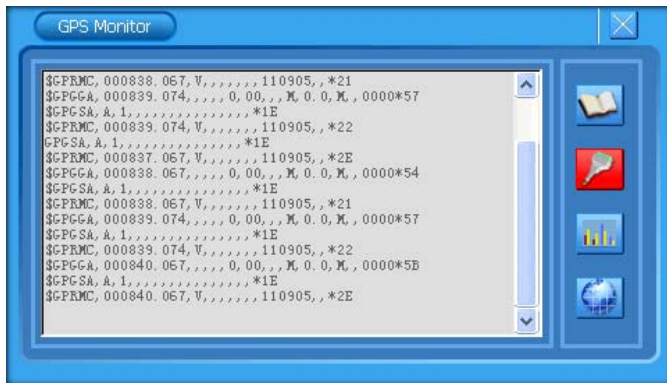 GPS Monitor
$GPRMC,000838.067,V,,,,,,,110905,,*21
$GPGGA,000839.074,,,,,0,00,,,M,0.0,M,,0000*57
$GPGSA,A,1,,,,,,,,,,,,,,,*1E
$GPRMC,000839.074,V,,,,,,,110905,,*22
GPGSA,A,1,,,,,,,,,,,,,,,*1E
$GPRMC,000837.067,V,,,,,,,110905,,*2E
$GPGGA,000838.067,,,,,0,00,,,M,0.0,M,,0000*54
$GPGSA,A,1,,,,,,,,,,,,,,,*1E
$GPRMC,000838.067,V,,,,,,,110905,,*21
$GPGGA,000839.074,,,,,0,00,,,M,0.0,M,,0000*57
$GPGSA,A,1,,,,,,,,,,,,,,,*1E
$GPRMC,000839.074,V,,,,,,,110905,,*22
$GPGGA,000840.067,,,,,0,00,,,M,0.0,M,,0000*5B
$GPGSA,A,1,,,,,,,,,,,,,,,*1E
$GPRMC,000840.067,V,,,,,,,110905,,*2E